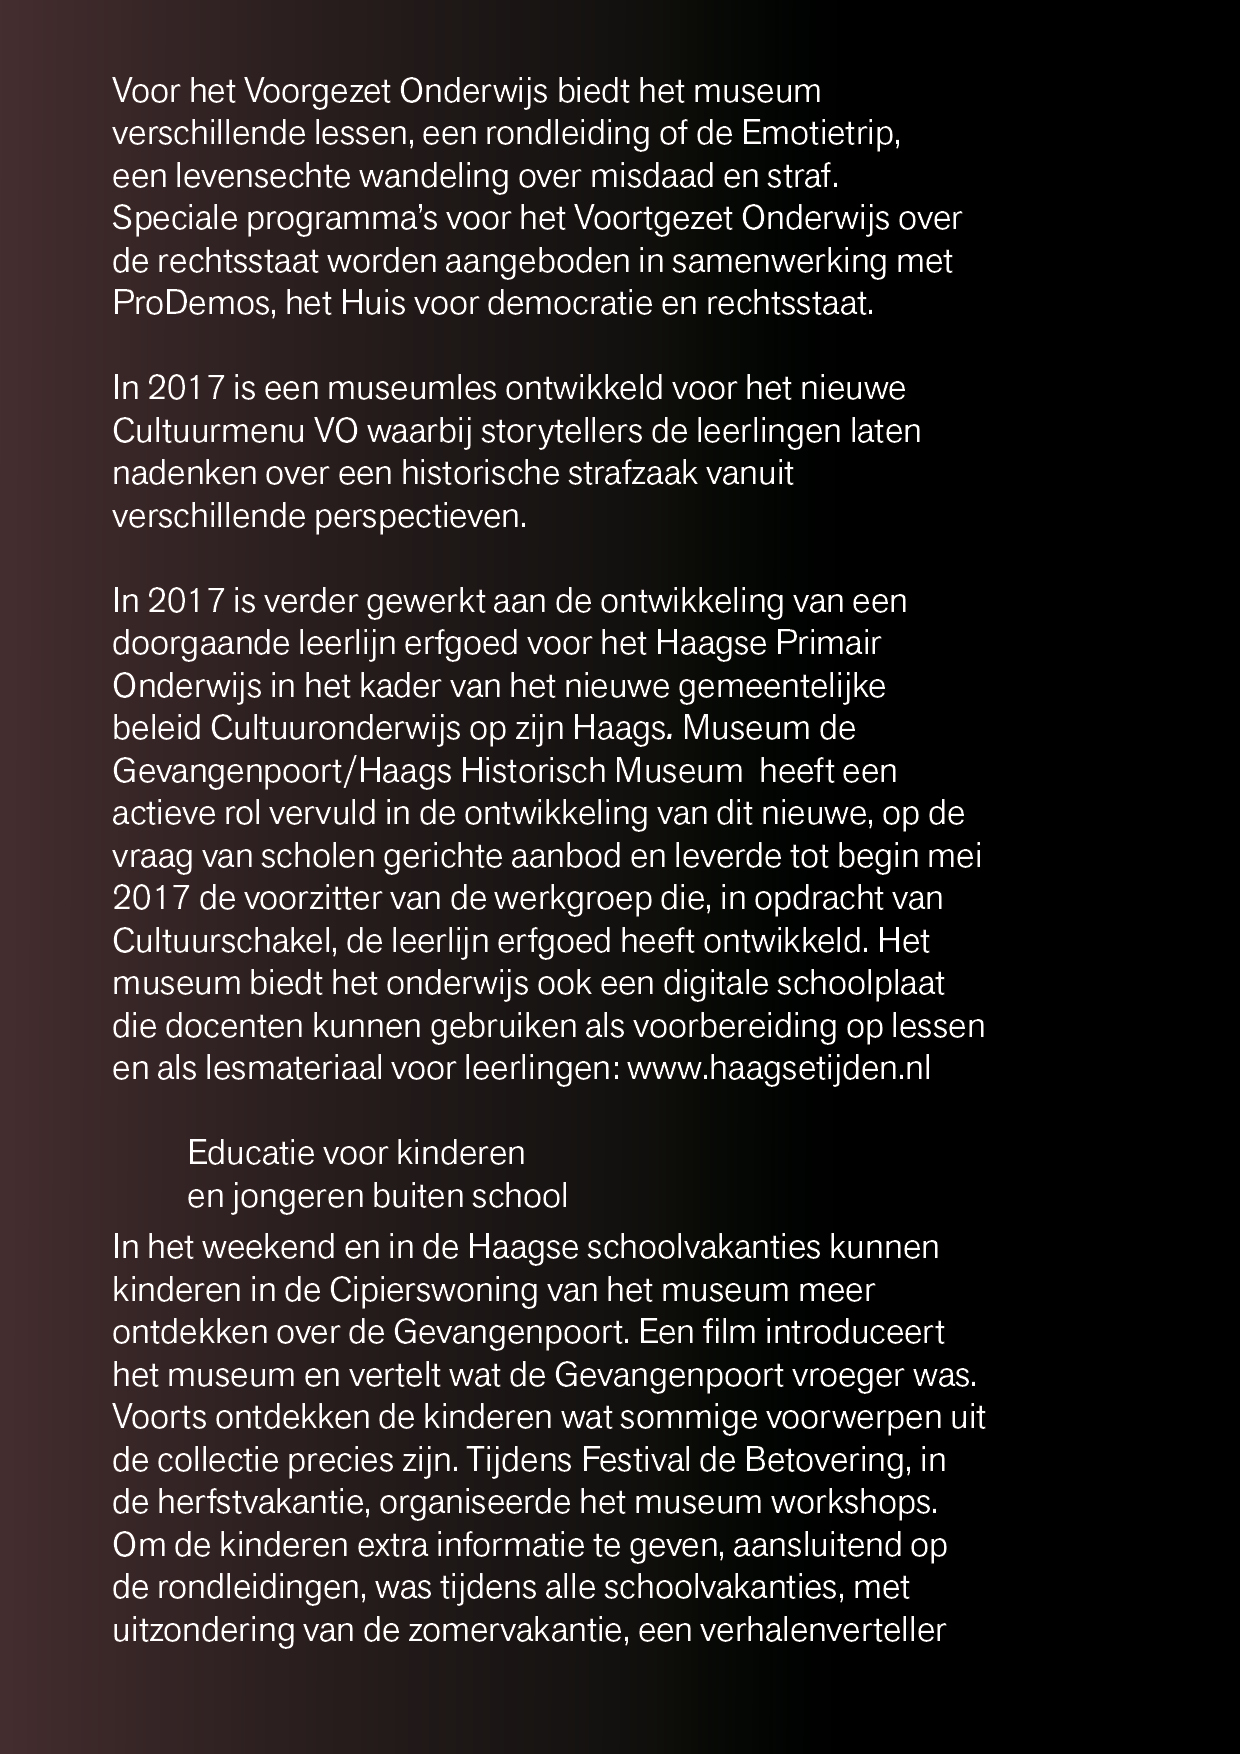 Voor het Voorgezet Onderwijs biedt het museum
verschillende lessen, een rondleiding of de Emotietrip,
een levensechte wandeling over misdaad en straf.
Speciale programma’s voor het Voortgezet Onderwijs over
de rechtsstaat worden aangeboden in samenwerking met
ProDemos, het Huis voor democratie en rechtsstaat.
In 2017 is een museumles ontwikkeld voor het nieuwe
Cultuurmenu VO waarbij storytellers de leerlingen laten
nadenken over een historische strafzaak vanuit
verschillende perspectieven.
In 2017 is verder gewerkt aan de ontwikkeling van een
doorgaande leerlijn erfgoed voor het Haagse Primair
Onderwijs in het kader van het nieuwe gemeentelijke
beleid Cultuuronderwijs op zijn Haags. Museum de
Gevangenpoort/Haags Historisch Museum  heeft een
actieve rol vervuld in de ontwikkeling van dit nieuwe, op de
vraag van scholen gerichte aanbod en leverde tot begin mei
2017 de voorzitter van de werkgroep die, in opdracht van
Cultuurschakel, de leerlijn erfgoed heeft ontwikkeld. Het
museum biedt het onderwijs ook een digitale schoolplaat
die docenten kunnen gebruiken als voorbereiding op lessen
en als lesmateriaal voor leerlingen: www.haagsetijden.nl
Educatie voor kinderen
en jongeren buiten school
In het weekend en in de Haagse schoolvakanties kunnen
kinderen in de Cipierswoning van het museum meer
ontdekken over de Gevangenpoort. Een film introduceert
het museum en vertelt wat de Gevangenpoort vroeger was.
Voorts ontdekken de kinderen wat sommige voorwerpen uit
de collectie precies zijn. Tijdens Festival de Betovering, in
de herfstvakantie, organiseerde het museum workshops.
Om de kinderen extra informatie te geven, aansluitend op
de rondleidingen, was tijdens alle schoolvakanties, met
uitzondering van de zomervakantie, een verhalenverteller